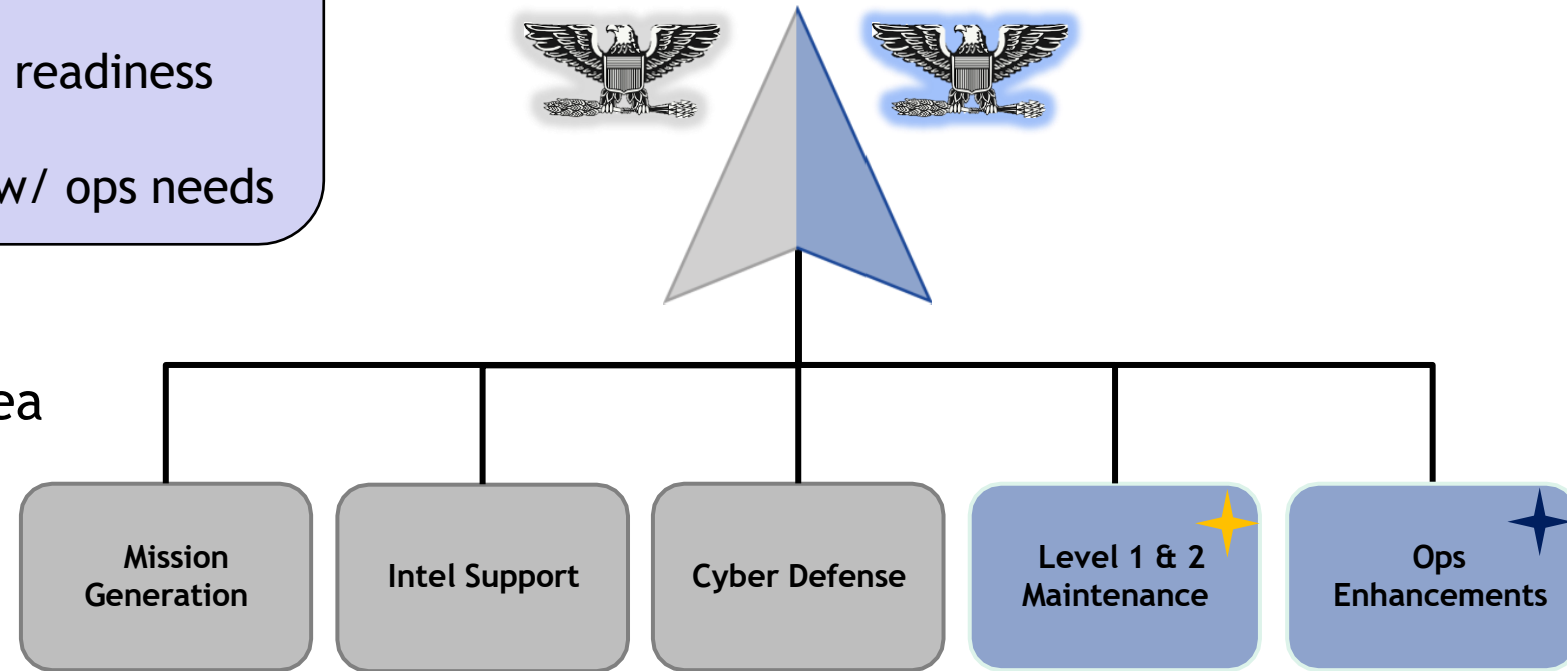 readiness
w/ ops needs
ea
Mission
Generation
Intel Support
Cyber Defense
Level 1 & 2
Maintenance
Ops
Enhancements